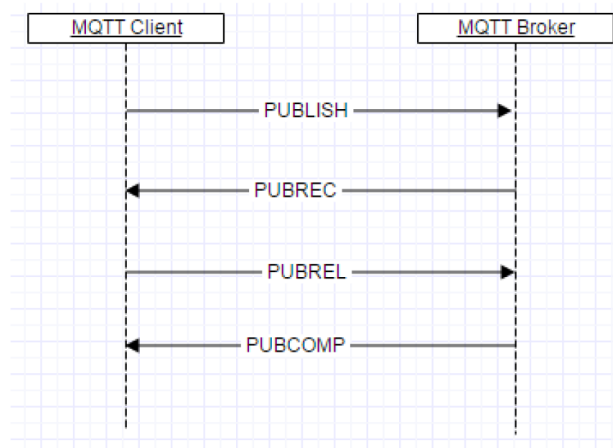 MQTT Client
MQTT Broker
PUBLISH
PUBREC
PUBREL
PUBCOMP